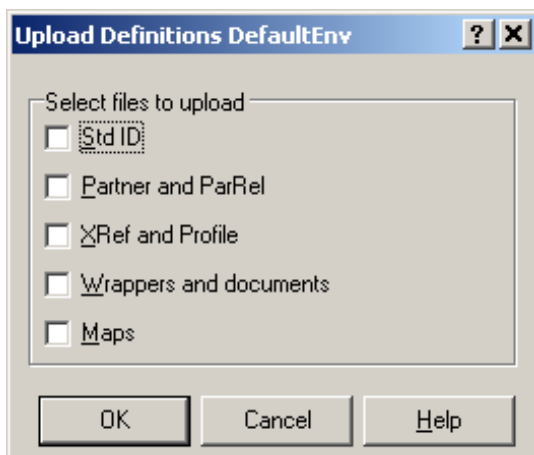 Upload Definitions DefaultEnv
Select files to upload
Std ID
Partner and ParRel
XRef and Profile
Wrappers and documents
Maps
OK Cancel Help